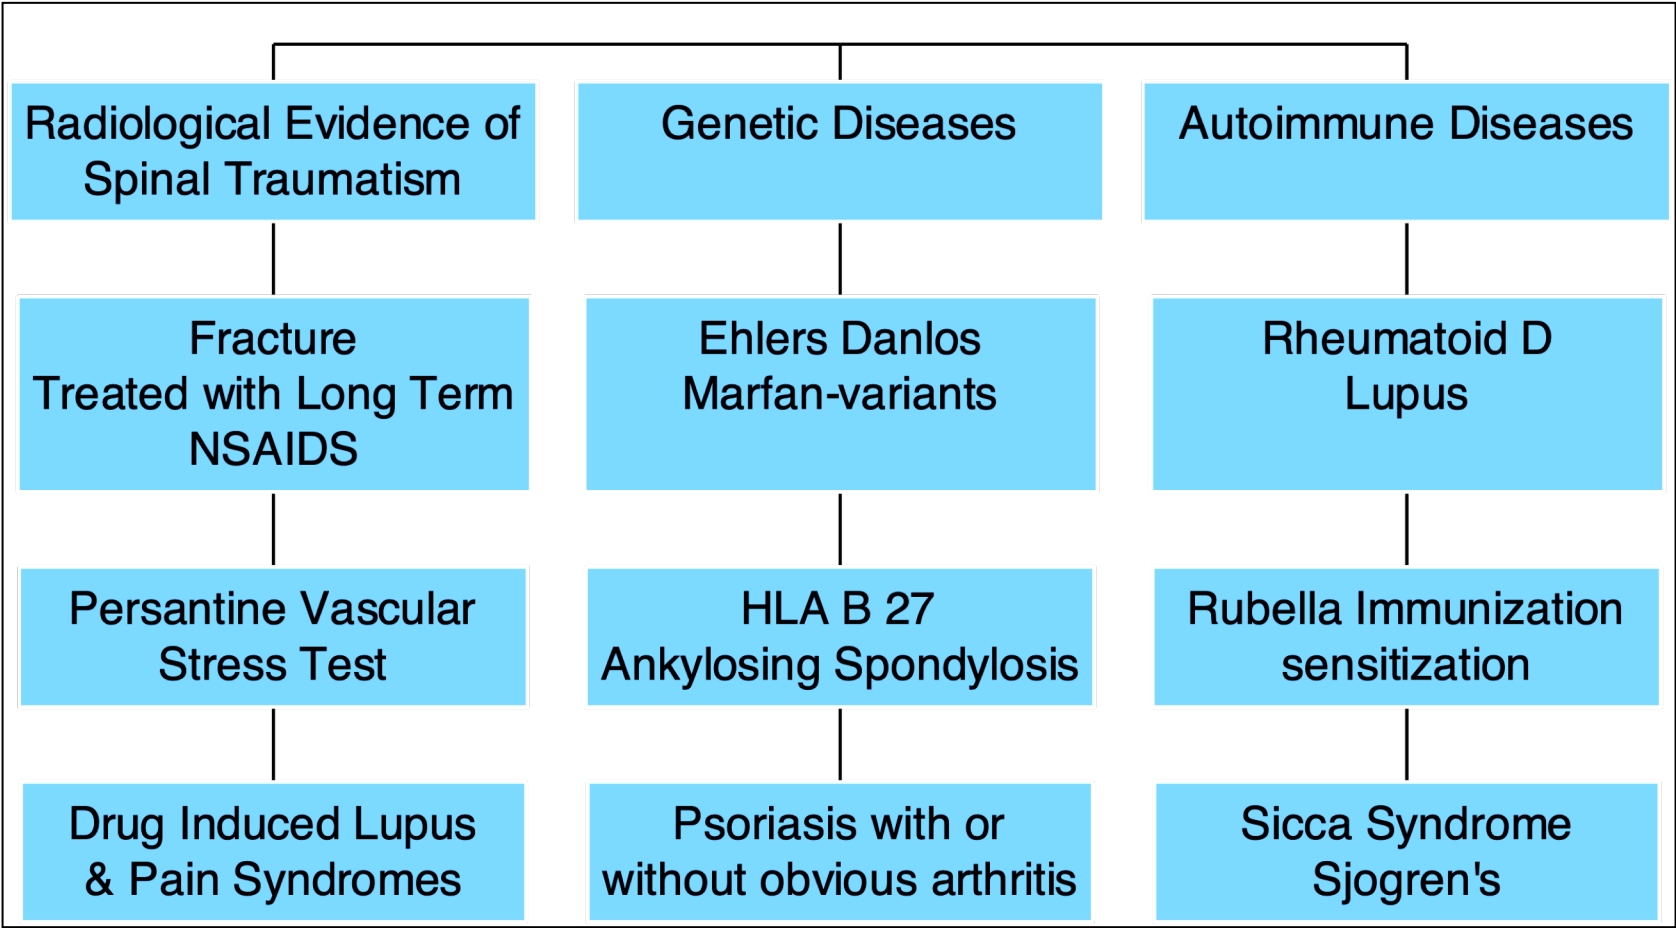 Radiological Evidence of
Spinal Traumatism
Genetic Diseases
Autoimmune Diseases
Fracture
Treated with Long Term
NSAIDS
Ehlers Danlos
Marfan-variants
Rheumatoid D
Lupus
Persantine Vascular
Stress Test
HLA B 27
Ankylosing Spondylosis
Rubella Immunization
sensitization
Drug Induced Lupus
& Pain Syndromes
Psoriasis with or
without obvious arthritis
Sicca Syndrome
Sjogren's